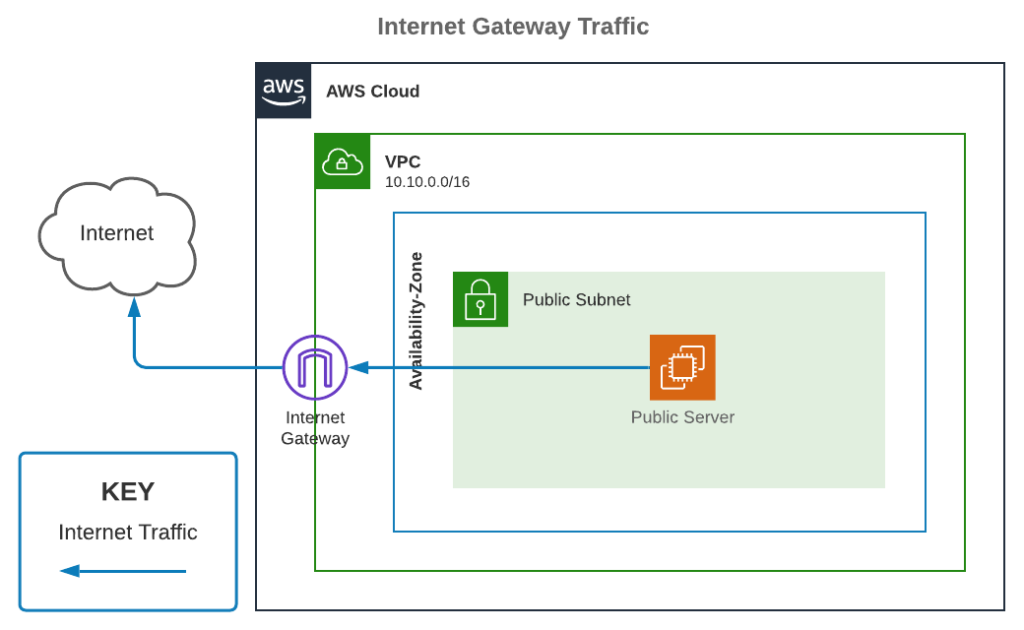 Internet Gateway Traffic
aws
AWS Cloud
VPC
10.10.0.0/16
Internet
Availability-Zone
Public Subnet
Public Server
Internet
Gateway
KEY
Internet Traffic